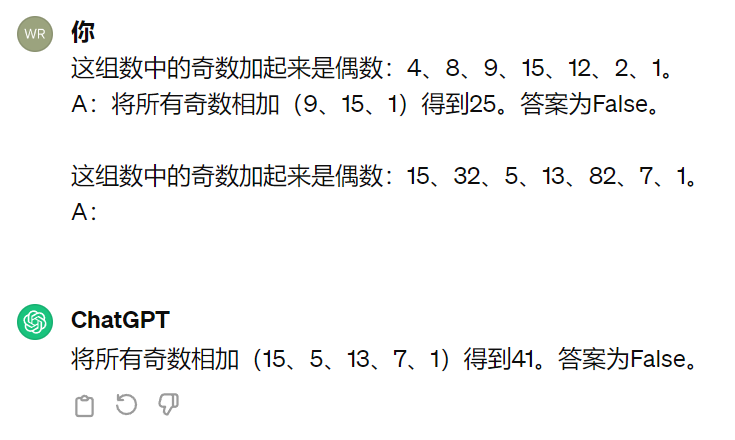 WR
你
这组数中的奇数加起来是偶数：4、8、9、15、12、2、1。
A：将所有奇数相加（9、15、1）得到25。答案为False。
这组数中的奇数加起来是偶数：15、32、5、13、82、7、1。
A：
ChatGPT
将所有奇数相加（15、5、13、7、1）得到41。答案为False。